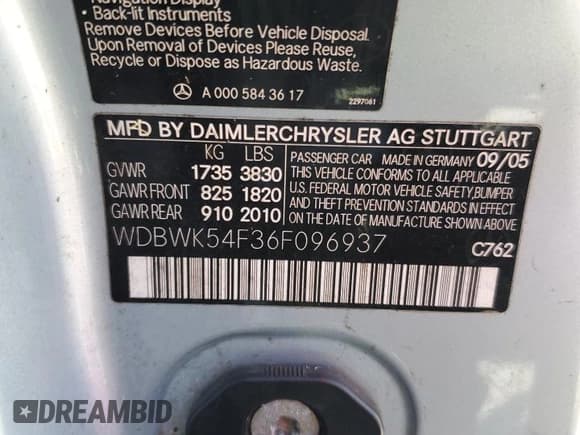 Navigation Display
· Back-lit Instruments
Remove Devices Before Vehicle Disposal.
Upon Removal of Devices Please Reuse,
Recycle or Dispose as Hazardous Waste.
A 000 584 36 17
2297061
MFD BY DAIMLERCHRYSLER AG STUTTGART
KG LBS
GVWR 1735 3830
GAWR FRONT 825 1820
GAWR REAR 910 2010
PASSENGER CAR MADE IN GERMANY 09/05
THIS VEHICLE CONFORMS TO ALL APPLICABLE
U.S. FEDERAL MOTOR VEHICLE SAFETY, BUMPER
AND THEFT PREVENTION STANDARDS
IN EFFECT ON THE DATE OF
MANUFACTURE SHOWN ABOVE.
WDBWK54F36F096937
C762
DREAMBID